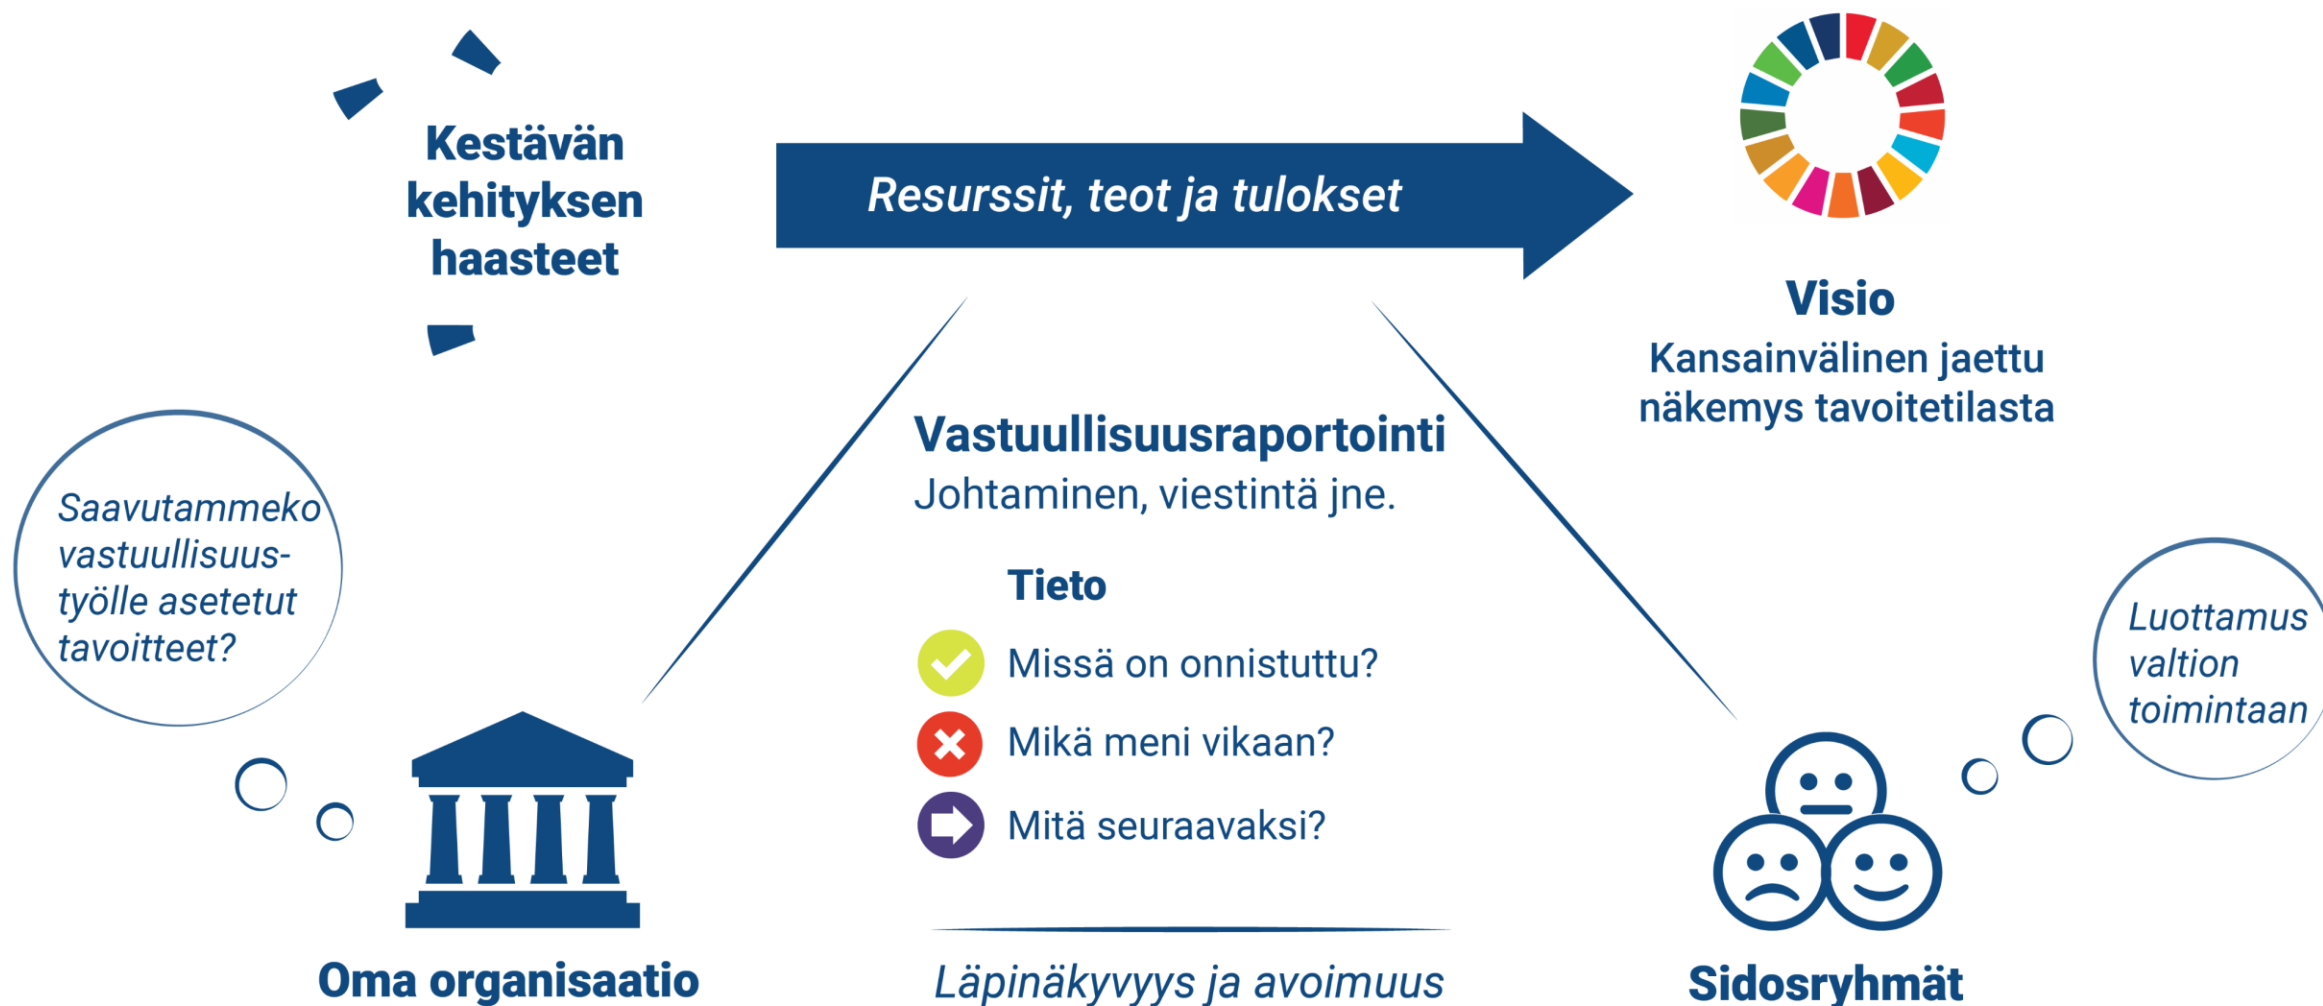 Kestävän
kehityksen
haasteet
Resurssit, teot ja tulokset
Visio
Kansainvälinen jaettu
näkemys tavoitetilasta
Saavutammeko
vastuullisuus-
työlle asetetut
tavoitteet?
Vastuullisuusraportointi
Johtaminen, viestintä jne.
Tieto
Missä on onnistuttu?
Mikä meni vikaan?
Mitä seuraavaksi?
Luottamus
valtion
toimintaan
Oma organisaatio
Läpinäkyvyys ja avoimuus
Sidosryhmät